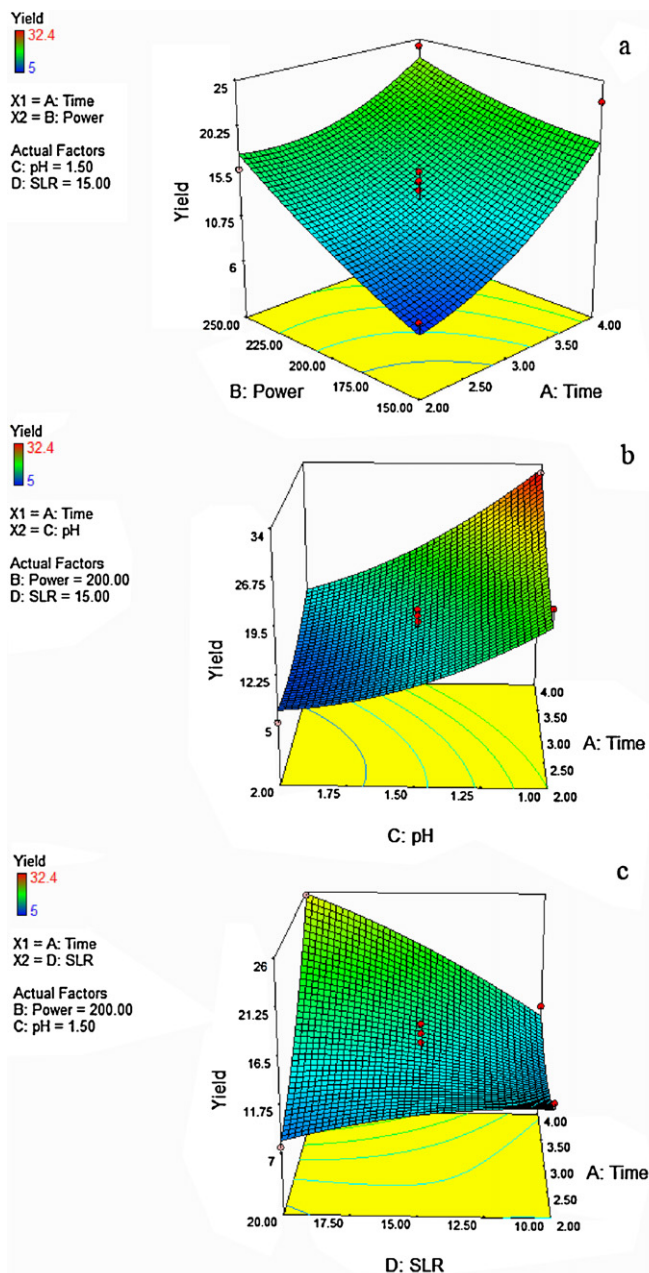 Yield
32.4
5
X1 = A: Time
X2 = B: Power
Actual Factors
C: pH = 1.50
D: SLR = 15.00
a
25
20.25
15.5
10.75
6
Yield
250.00
225.00
200.00
175.00
150.00
B: Power
4.00
3.50
3.00
2.50
2.00
A: Time
Yield
32.4
5
X1 = A: Time
X2 = C: pH
Actual Factors
B: Power = 200.00
D: SLR = 15.00
b
34
26.75
19.5
12.25
5
Yield
4.00
3.50
3.00
2.50
2.00
A: Time
2.00
1.75
1.50
1.25
1.00
C: pH
Yield
32.4
5
X1 = A: Time
X2 = D: SLR
Actual Factors
B: Power = 200.00
C: pH = 1.50
c
26
21.25
16.5
11.75
7
Yield
4.00
3.50
3.00
2.50
2.00
A: Time
20.00
17.50
15.00
12.50
10.00
D: SLR